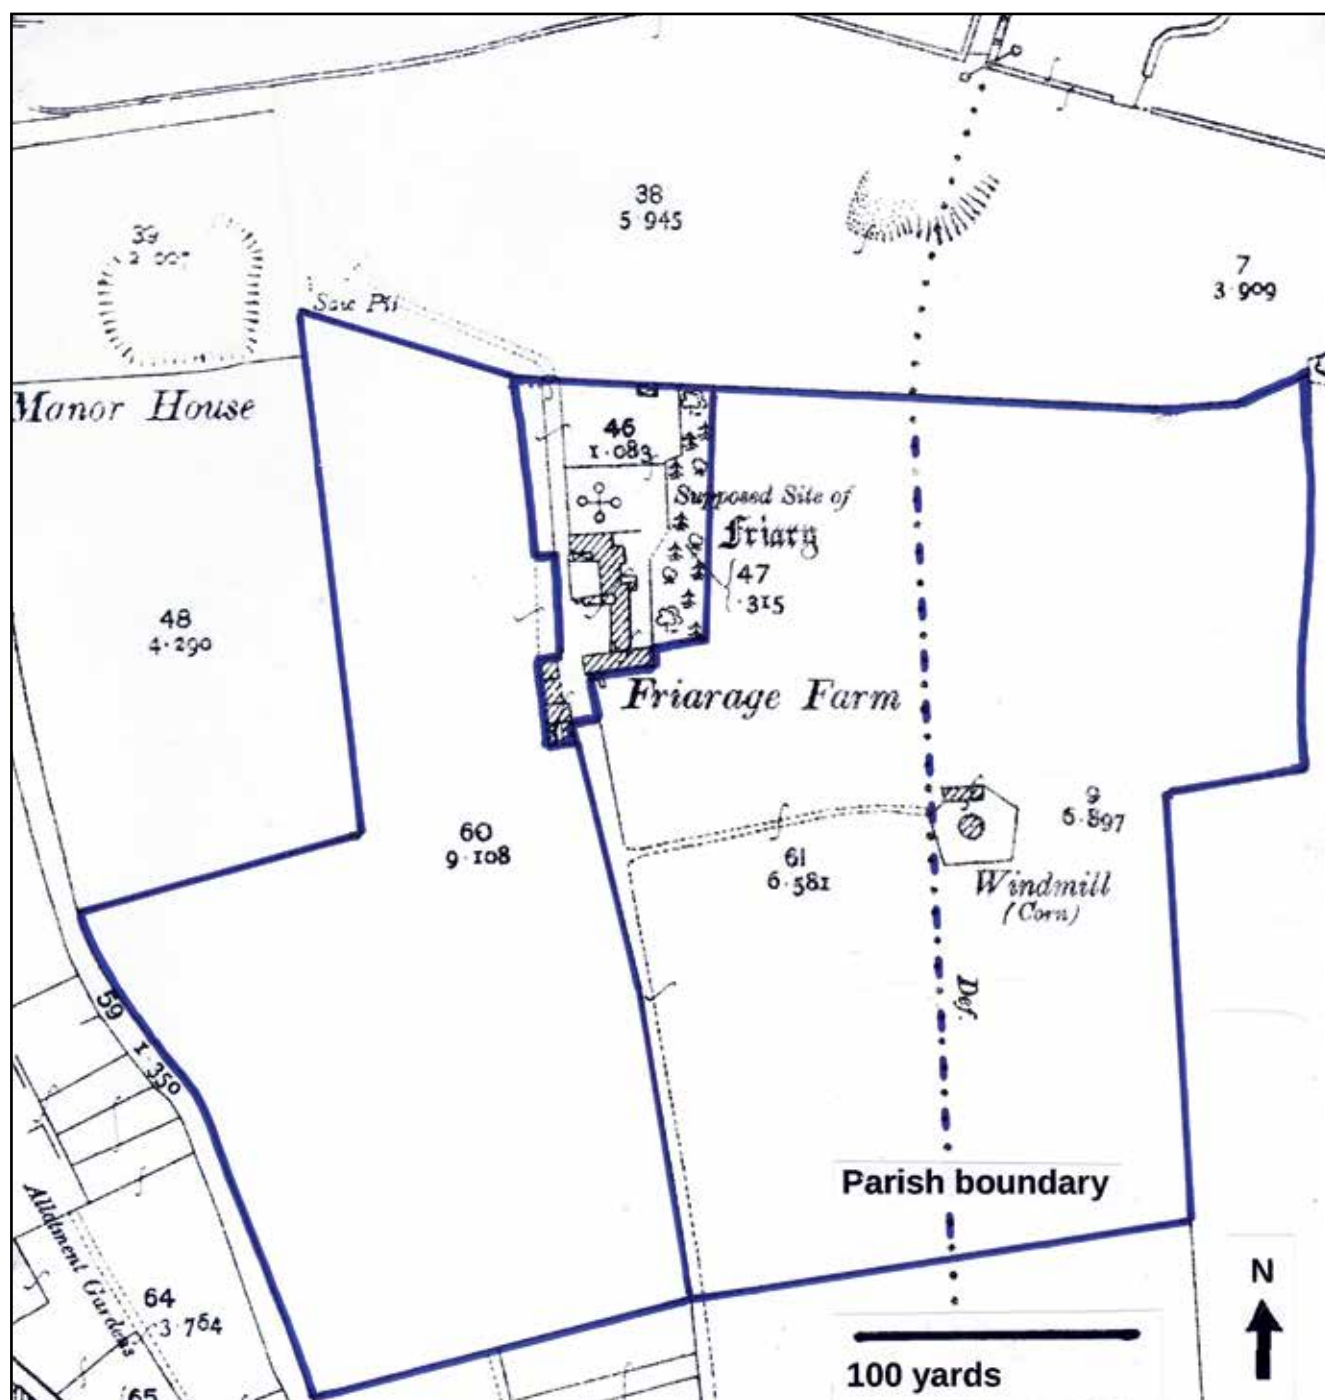 38
5·945
39
2·007
7
3·909
Saw Pit
Manor House
46
1·083
Supposed Site of
Friary
47
·315
48
4·290
Friarage Farm
60
9·108
61
6·581
9
6·897
Windmill
(Corn)
Def.
59
1·350
Parish boundary
Allotment Gardens
64
3·764
65
N
100 yards